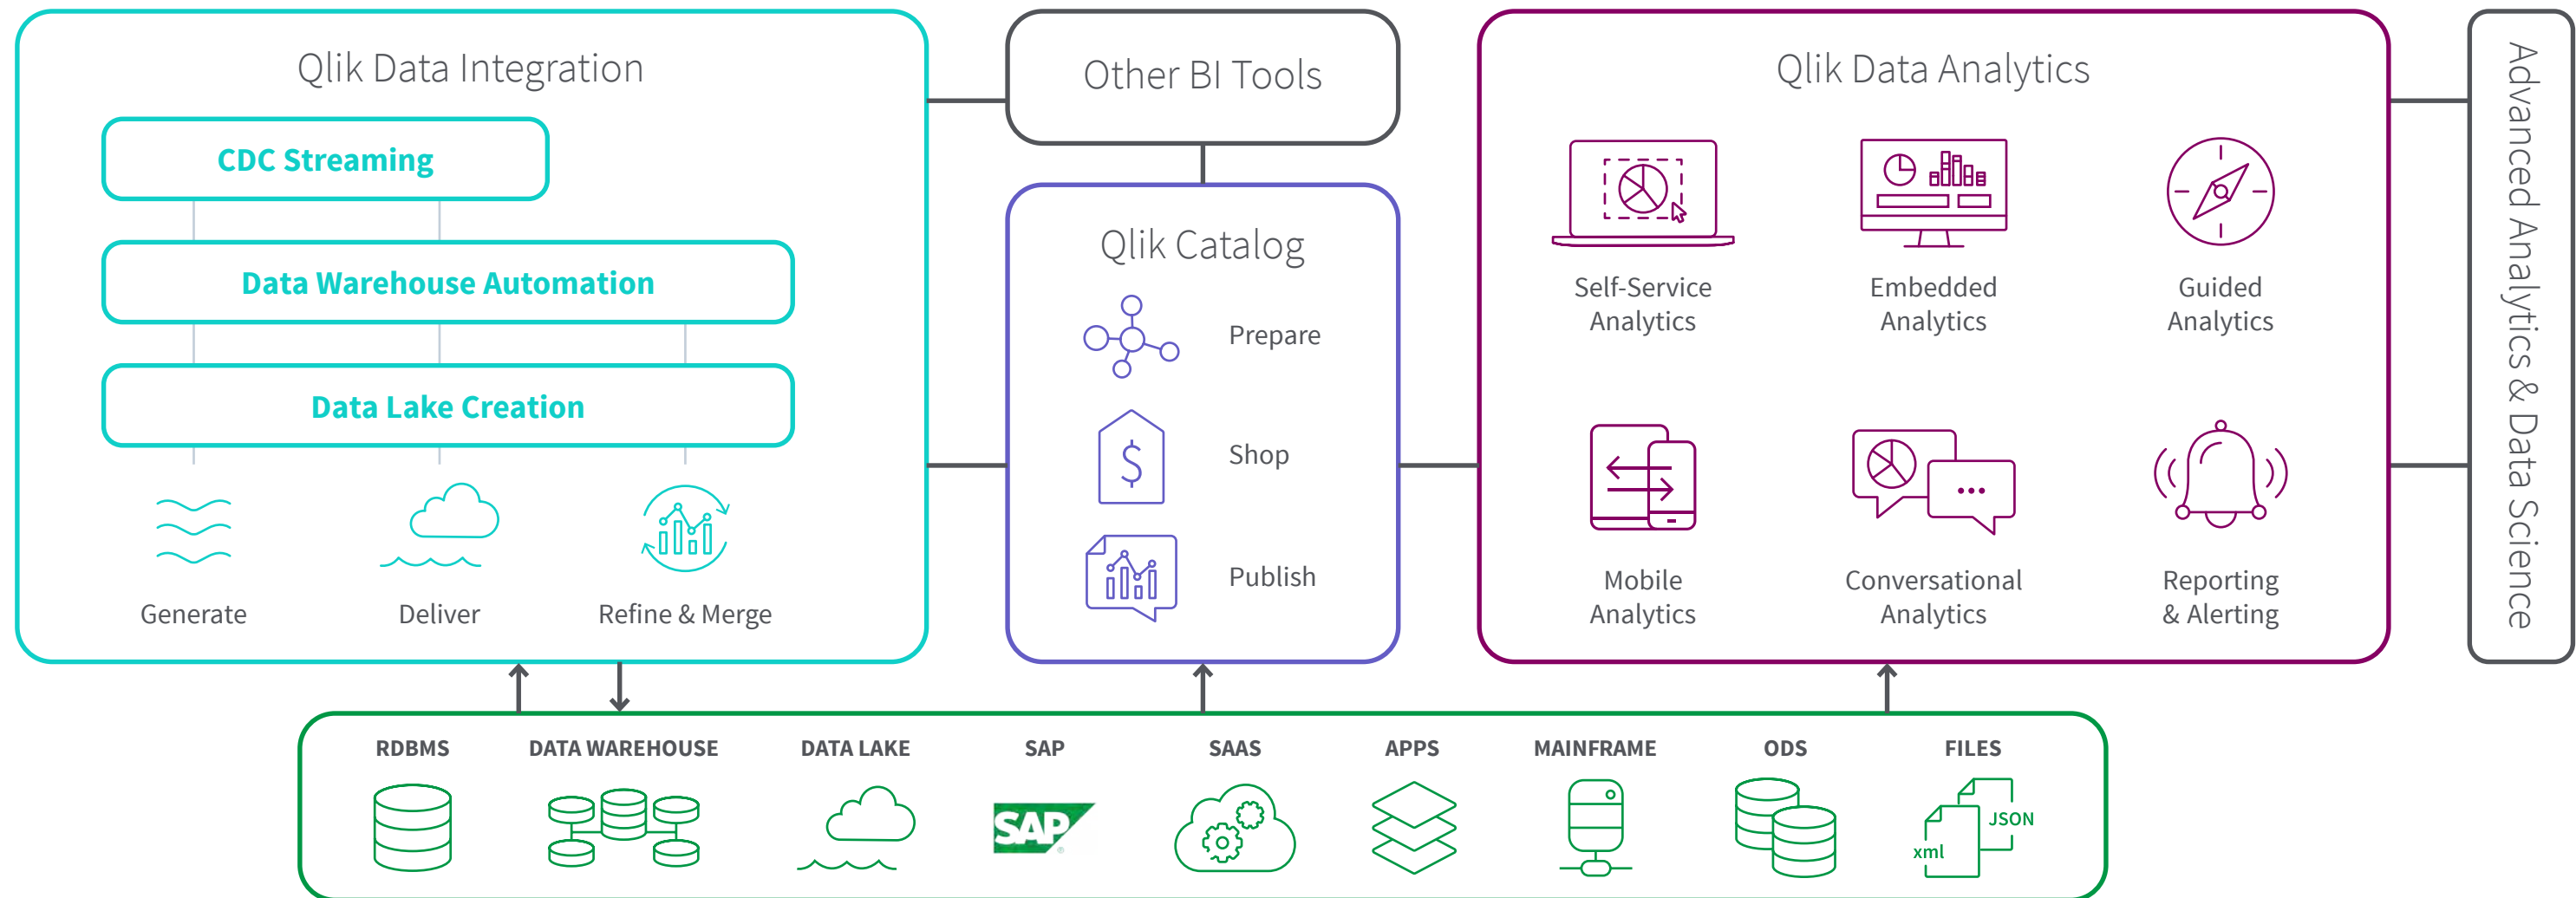 Qlik Data Integration
CDC Streaming
Data Warehouse Automation
Data Lake Creation
Generate
Deliver
Refine & Merge
Other BI Tools
Qlik Catalog
Prepare
$
Shop
Publish
Qlik Data Analytics
Self-Service
Analytics
Embedded
Analytics
Guided
Analytics
Mobile
Analytics
Conversational
Analytics
Reporting
& Alerting
Advanced Analytics & Data Science
RDBMS
DATA WAREHOUSE
DATA LAKE
SAP
SAP
®
SAAS
APPS
MAINFRAME
ODS
FILES
JSON
xml